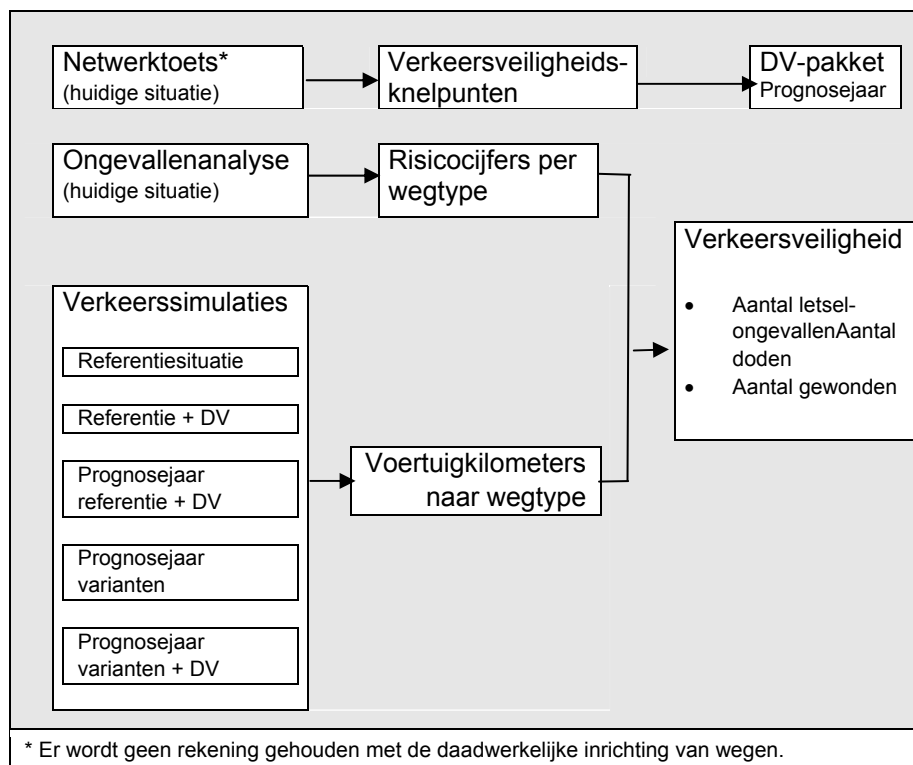 Netwerktoets*
(huidige situatie)
Verkeersveiligheids-
knelpunten
DV-pakket
Prognosejaar
Ongevallenanalyse
(huidige situatie)
Risicocijfers per
wegtype
Verkeersveiligheid
• Aantal letsel-
ongevallenAantal
doden
• Aantal gewonden
Verkeerssimulaties
Referentiesituatie
Referentie + DV
Prognosejaar
referentie + DV
Prognosejaar
varianten
Prognosejaar
varianten + DV
Voertuigkilometers
naar wegtype
* Er wordt geen rekening gehouden met de daadwerkelijke inrichting van wegen.